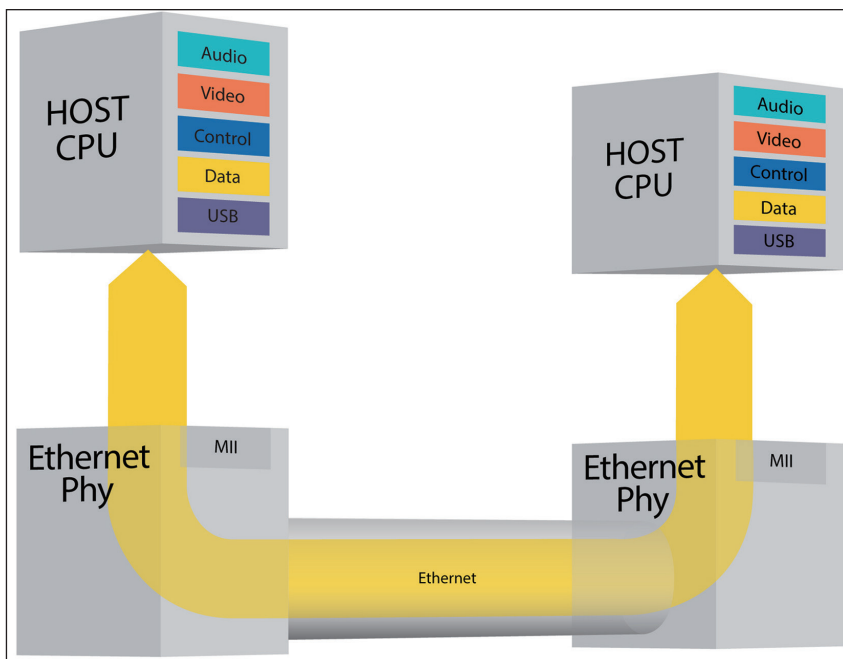 HOST
CPU
Audio
Video
Control
Data
USB
HOST
CPU
Audio
Video
Control
Data
USB
Ethernet
Phy
MII
Ethernet
Phy
MII
Ethernet